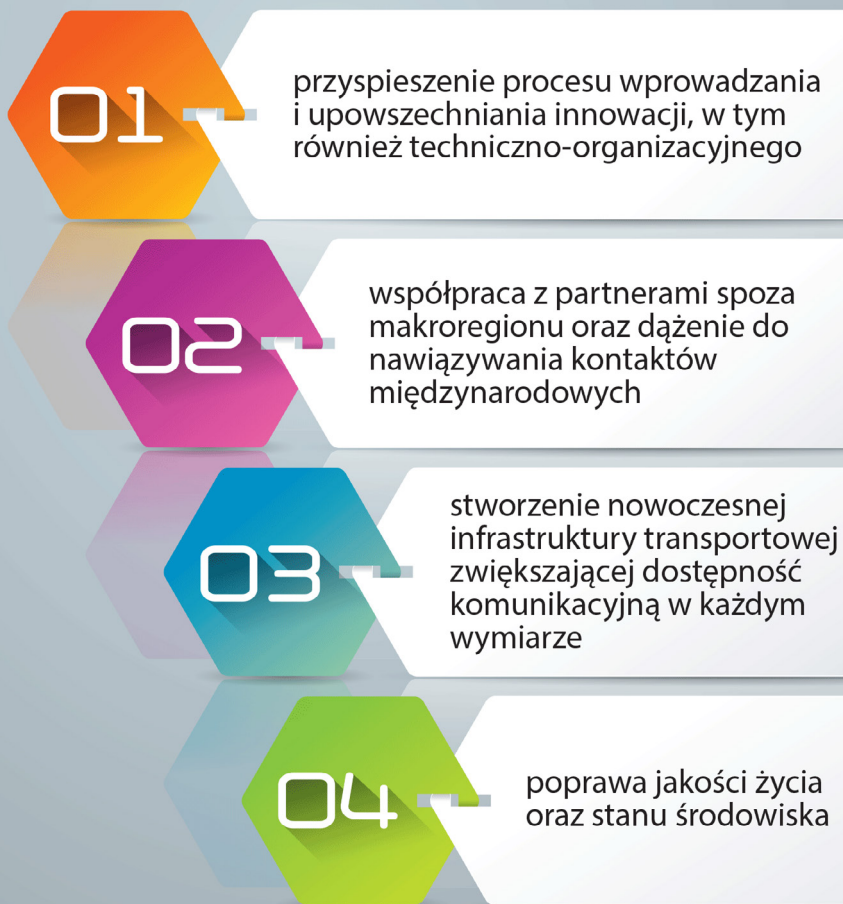 01
przyspieszenie procesu wprowadzania
i upowszechniania innowacji, w tym
również techniczno-organizacyjnego
02
współpraca z partnerami spoza
makroregionu oraz dążenie do
nawiązywania kontaktów
międzynarodowych
03
stworzenie nowoczesnej
infrastruktury transportowej
zwiększającej dostępność
komunikacyjną w każdym
wymiarze
04
poprawa jakości życia
oraz stanu środowiska